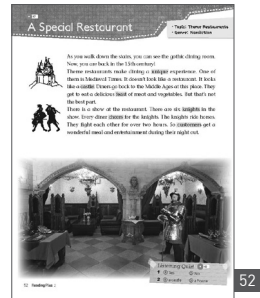 A Special Restaurant
• Topic: Theme Restaurants
• Genre: Nonfiction
As you walk down the stairs, you can see the gothic dining room.
Now, you are back in the 15th century!
Theme restaurants make dining a unique experience. One of
them is Medieval Times. It doesn't look like a restaurant. It looks
like a castle! Diners go back to the Middle Ages at this place. They
get to eat a delicious feast of meat and vegetables. But that's not
the best part.
There is a show at the restaurant. There are six knights in the
show. Every diner cheers for the knights. The knights ride horses.
They fight each other for over two hours. So customers get a
wonderful meal and entertainment during their night out.
Listening Quiz
1
2
52 Reading Plus
52